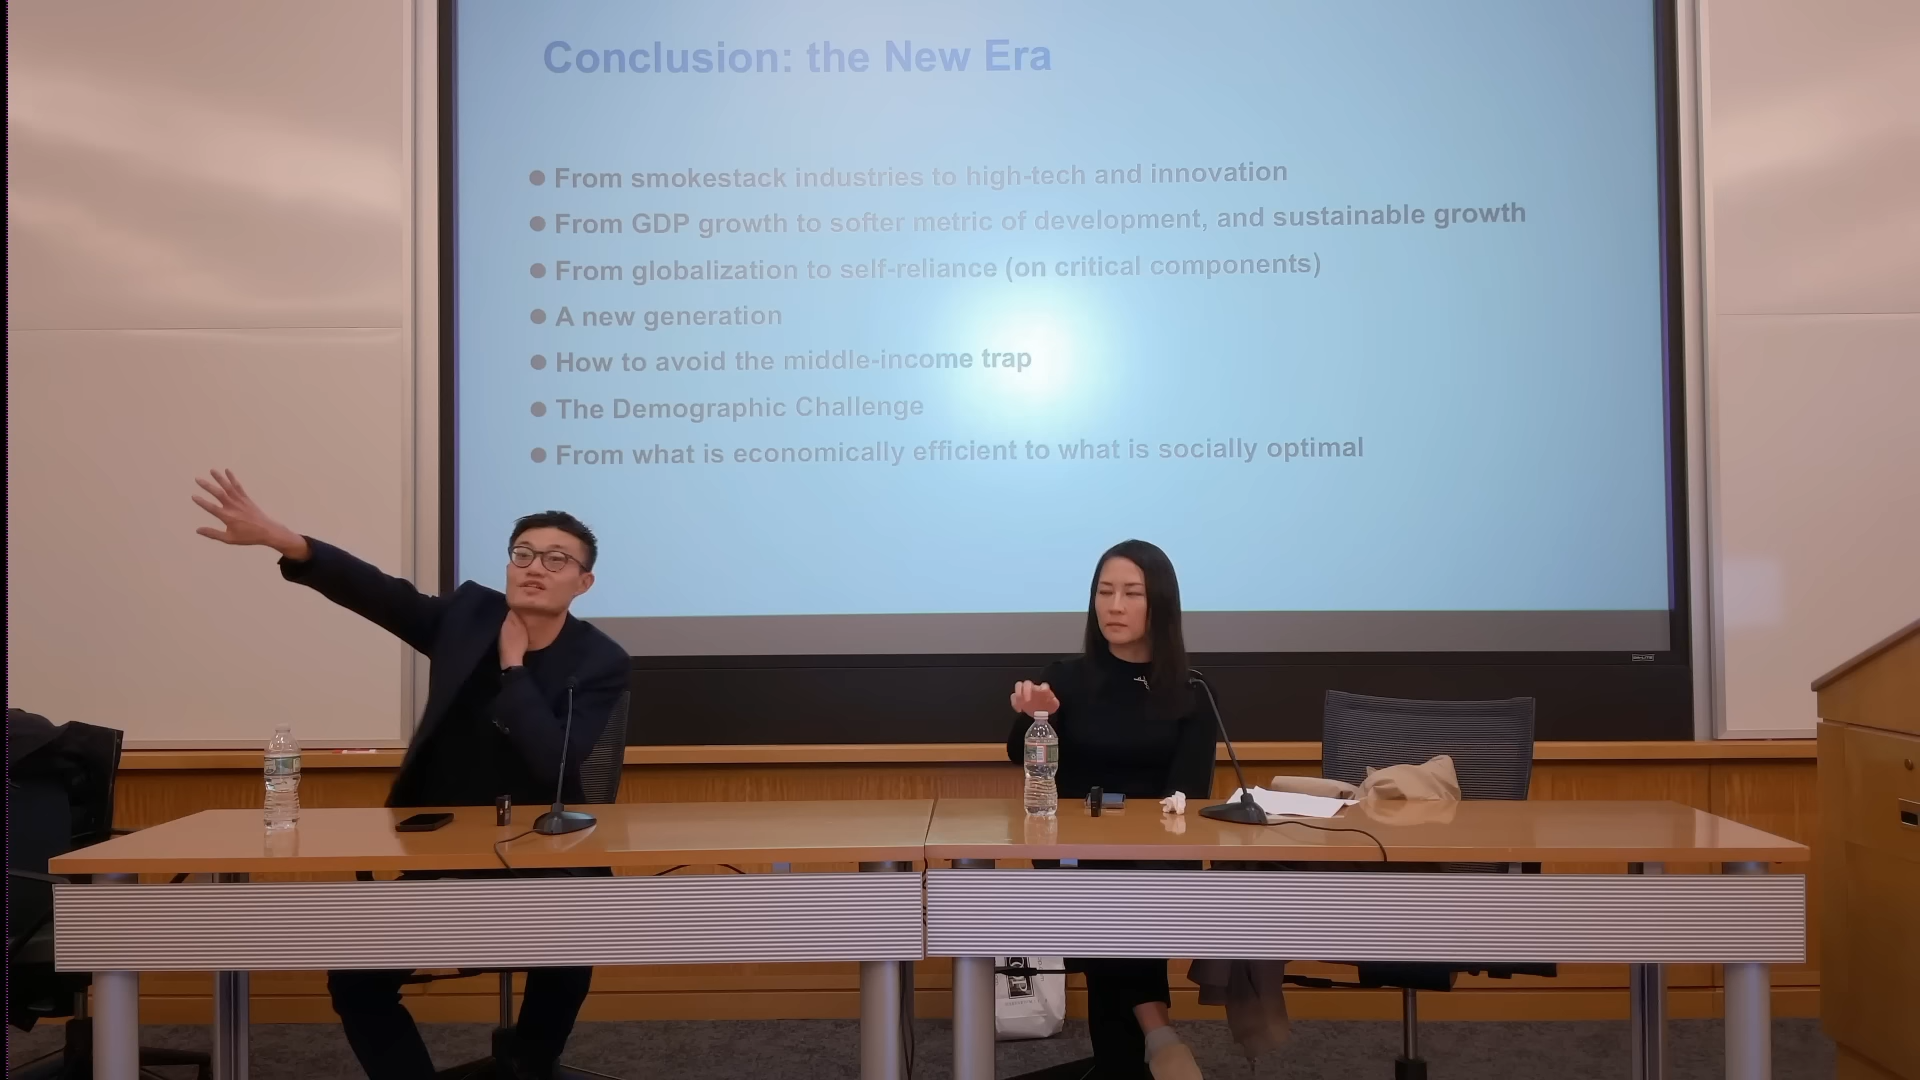 Conclusion: the New Era
● From smokestack industries to high-tech and innovation
● From GDP growth to softer metric of development, and sustainable growth
● From globalization to self-reliance (on critical components)
● A new generation
● How to avoid the middle-income trap
● The Demographic Challenge
● From what is economically efficient to what is socially optimal